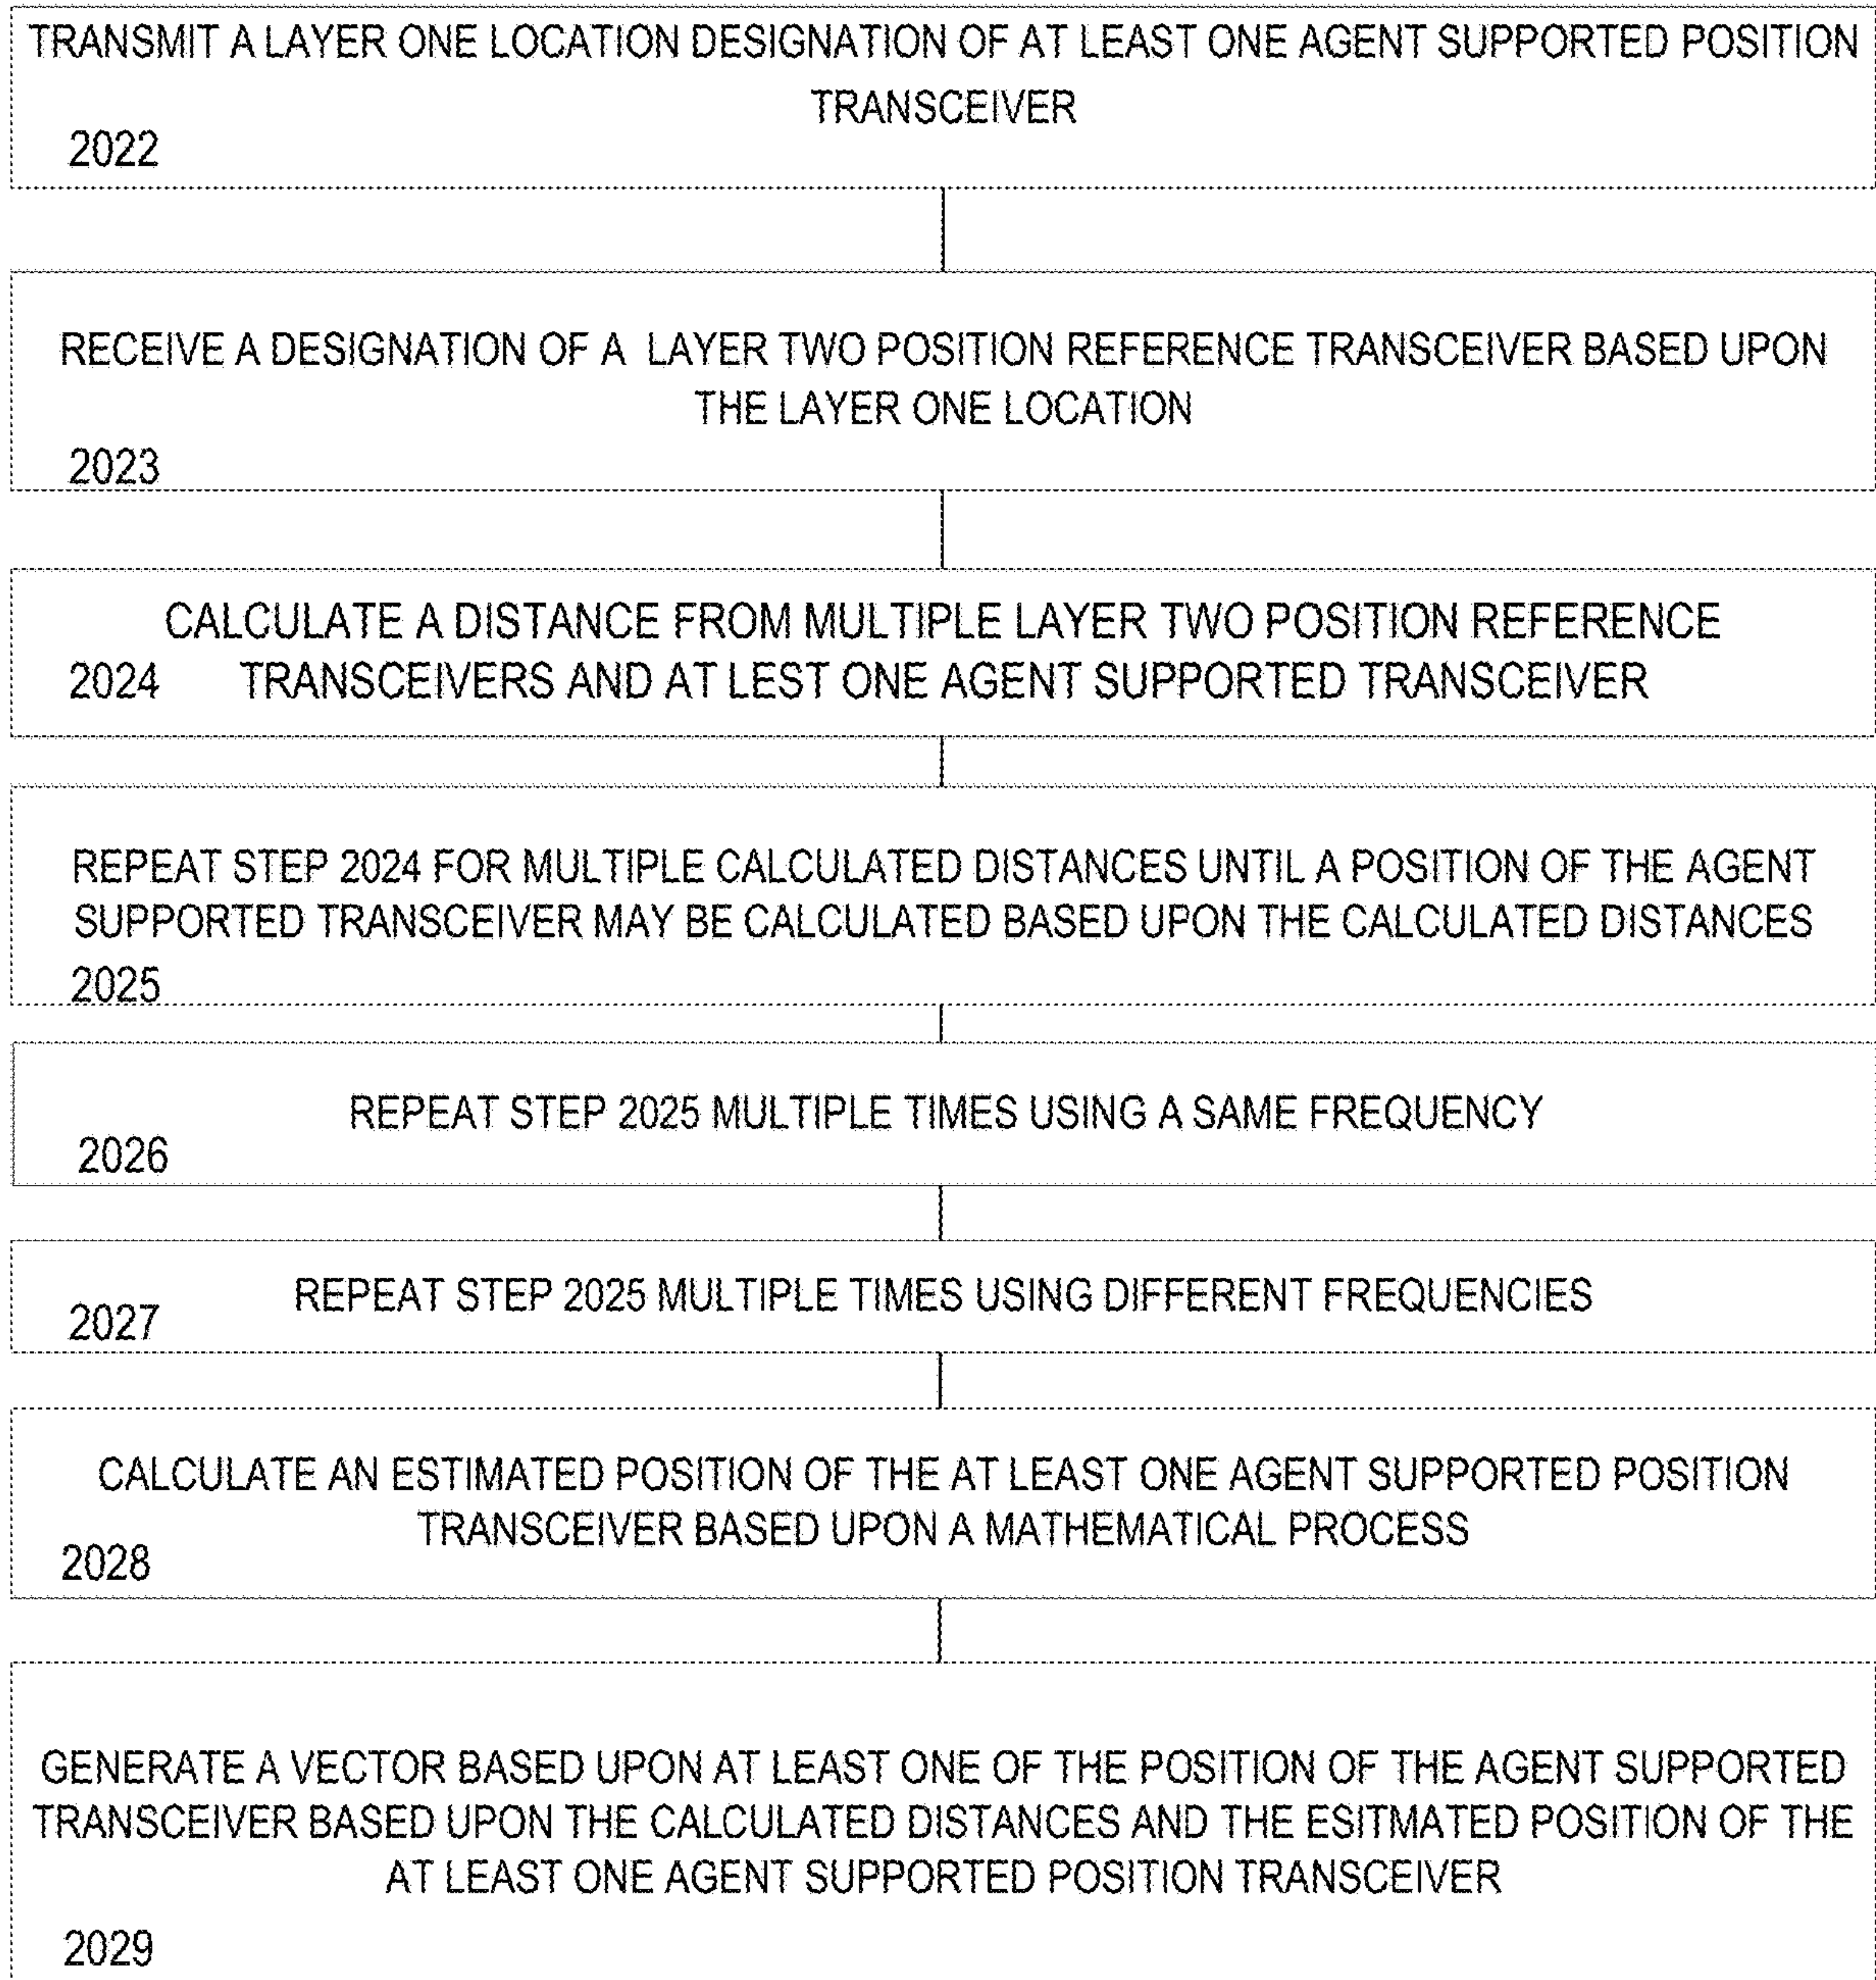 TRANSMIT A LAYER ONE LOCATION DESIGNATION OF AT LEAST ONE AGENT SUPPORTED POSITION
TRANSCEIVER
2022
RECEIVE A DESIGNATION OF A LAYER TWO POSITION REFERENCE TRANSCEIVER BASED UPON
THE LAYER ONE LOCATION
2023
CALCULATE A DISTANCE FROM MULTIPLE LAYER TWO POSITION REFERENCE
2024 TRANSCEIVERS AND AT LEST ONE AGENT SUPPORTED TRANSCEIVER
REPEAT STEP 2024 FOR MULTIPLE CALCULATED DISTANCES UNTIL A POSITION OF THE AGENT
SUPPORTED TRANSCEIVER MAY BE CALCULATED BASED UPON THE CALCULATED DISTANCES
2025
REPEAT STEP 2025 MULTIPLE TIMES USING A SAME FREQUENCY
2026
REPEAT STEP 2025 MULTIPLE TIMES USING DIFFERENT FREQUENCIES
2027
CALCULATE AN ESTIMATED POSITION OF THE AT LEAST ONE AGENT SUPPORTED POSITION
TRANSCEIVER BASED UPON A MATHEMATICAL PROCESS
2028
GENERATE A VECTOR BASED UPON AT LEAST ONE OF THE POSITION OF THE AGENT SUPPORTED
TRANSCEIVER BASED UPON THE CALCULATED DISTANCES AND THE ESITMATED POSITION OF THE
AT LEAST ONE AGENT SUPPORTED POSITION TRANSCEIVER
2029